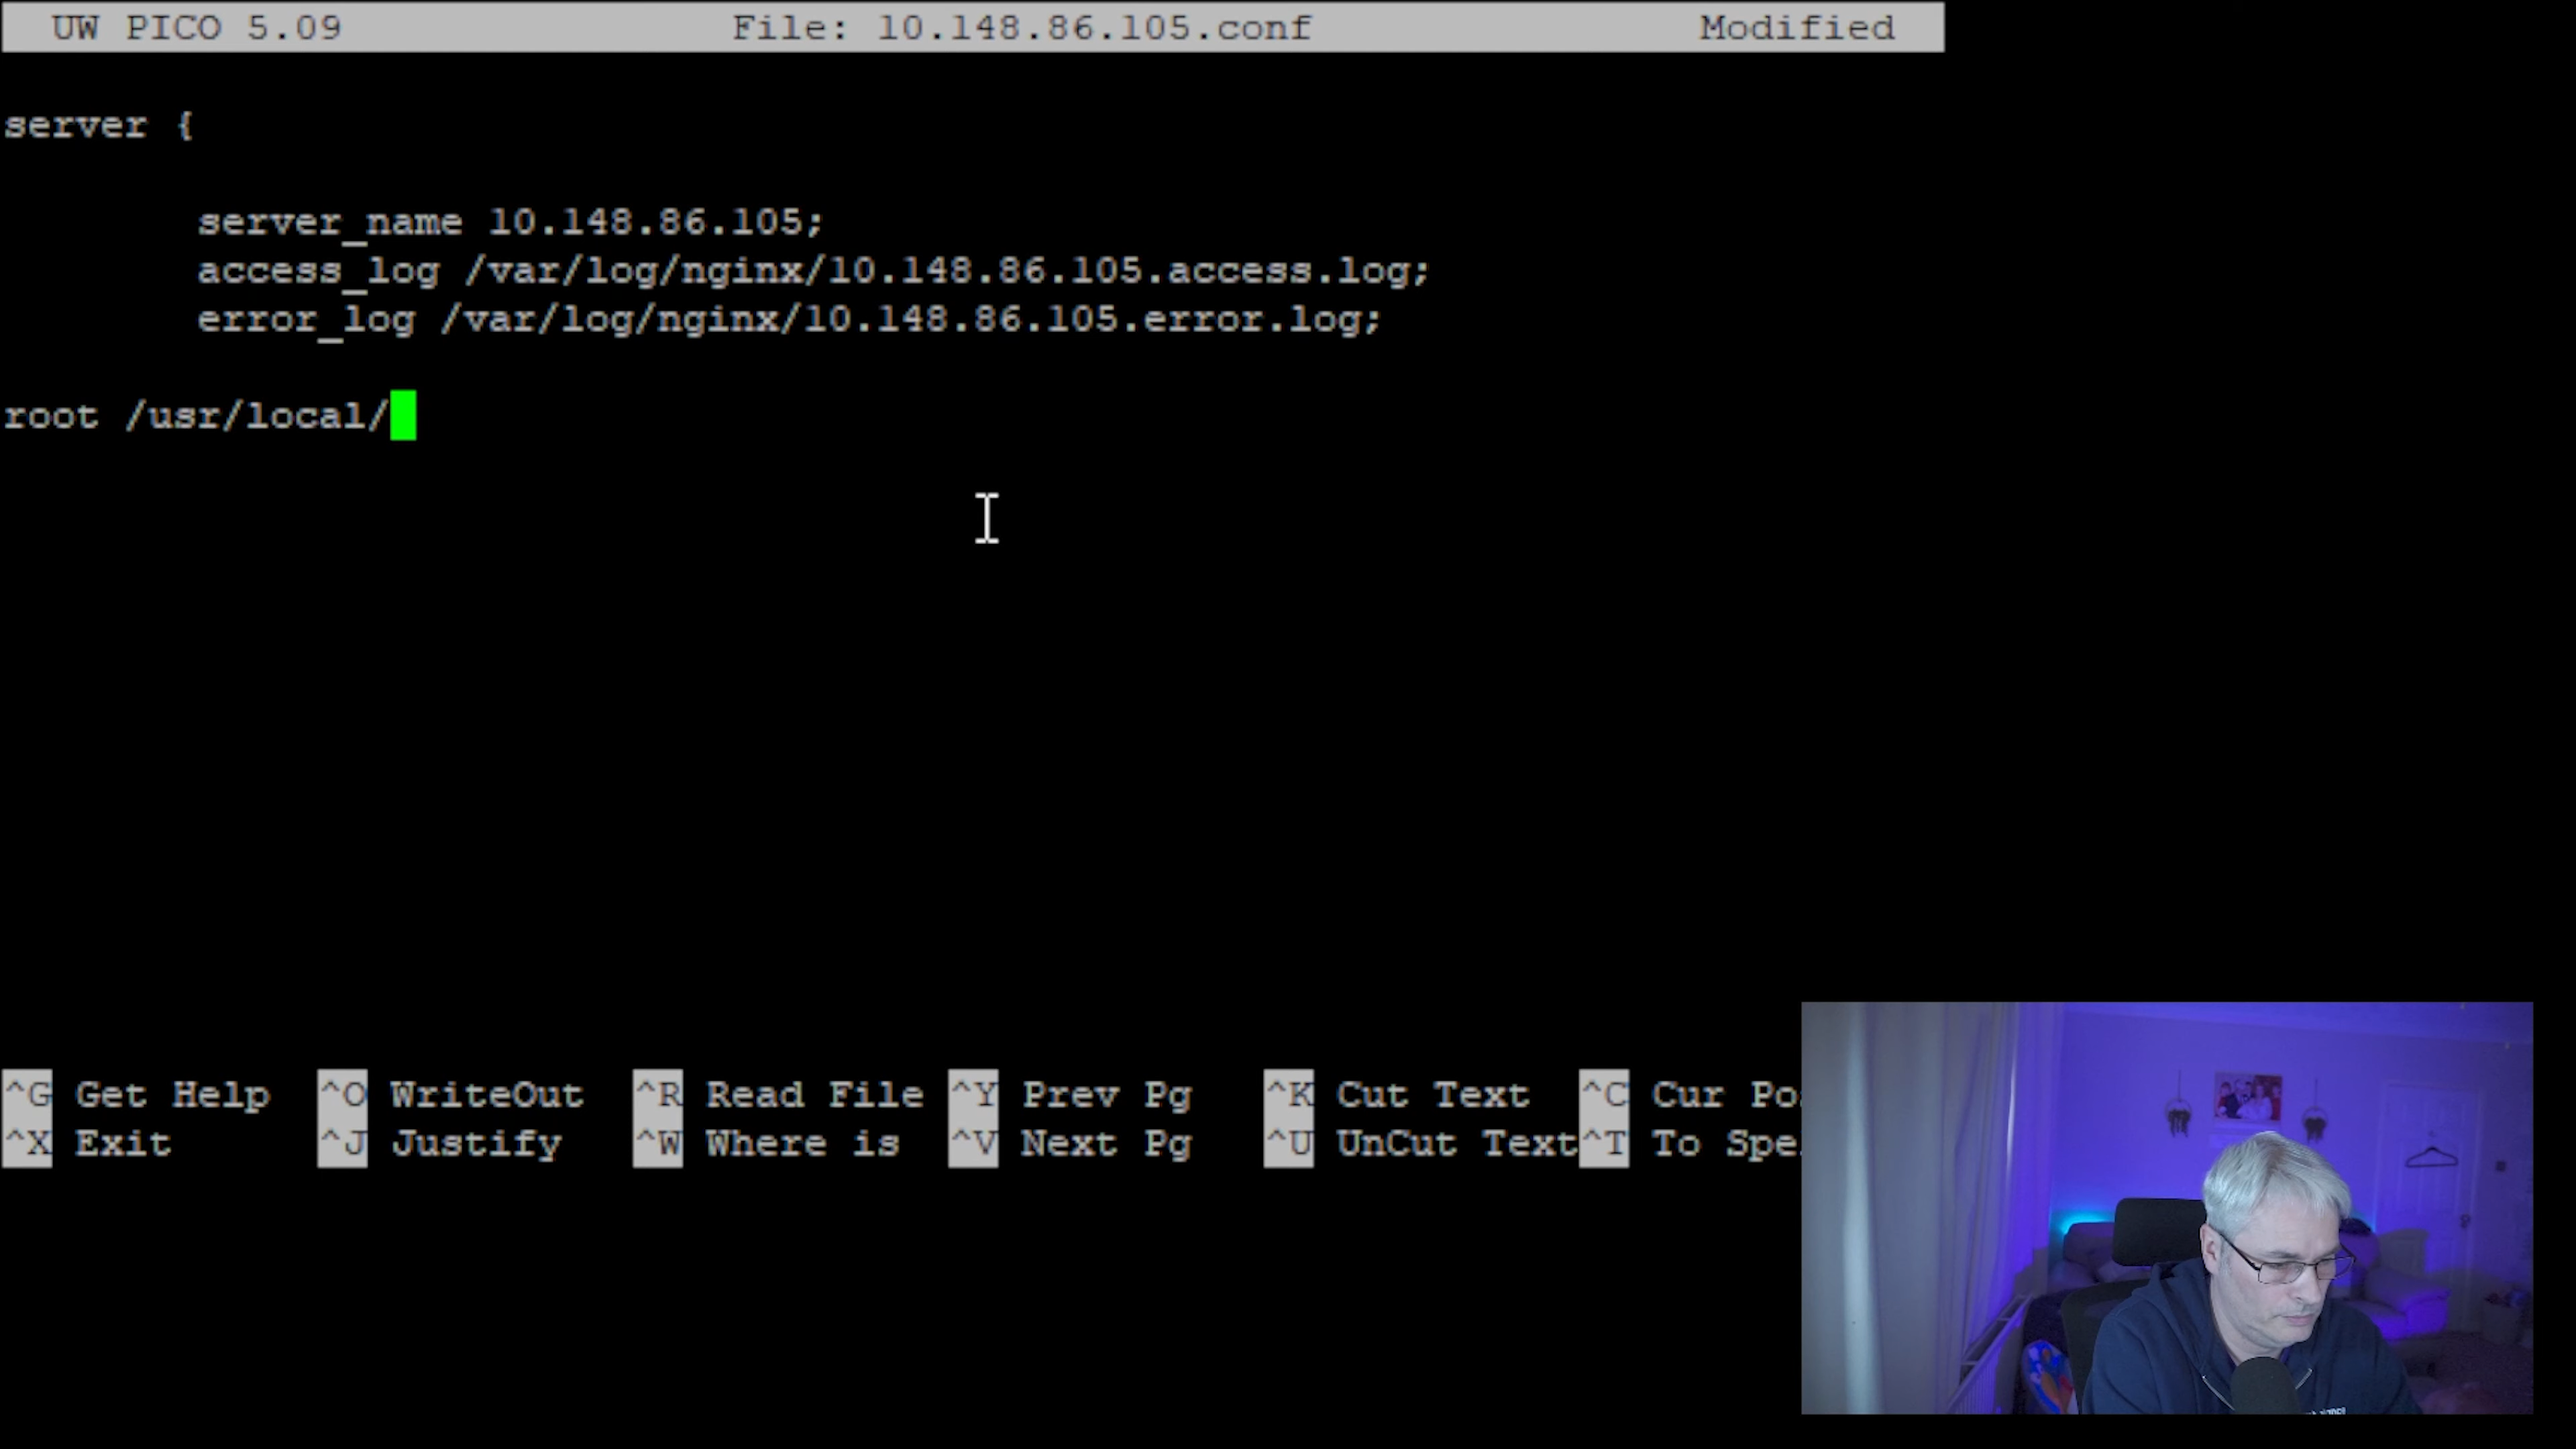 UW PICO 5.09 File: 10.148.86.105.conf Modified
server {
server_name 10.148.86.105;
access_log /var/log/nginx/10.148.86.105.access.log;
error_log /var/log/nginx/10.148.86.105.error.log;
root /usr/local/
^G Get Help ^O WriteOut ^R Read File ^Y Prev Pg ^K Cut Text ^C Cur Po
^X Exit ^J Justify ^W Where is ^V Next Pg ^U UnCut Text ^T To Spe